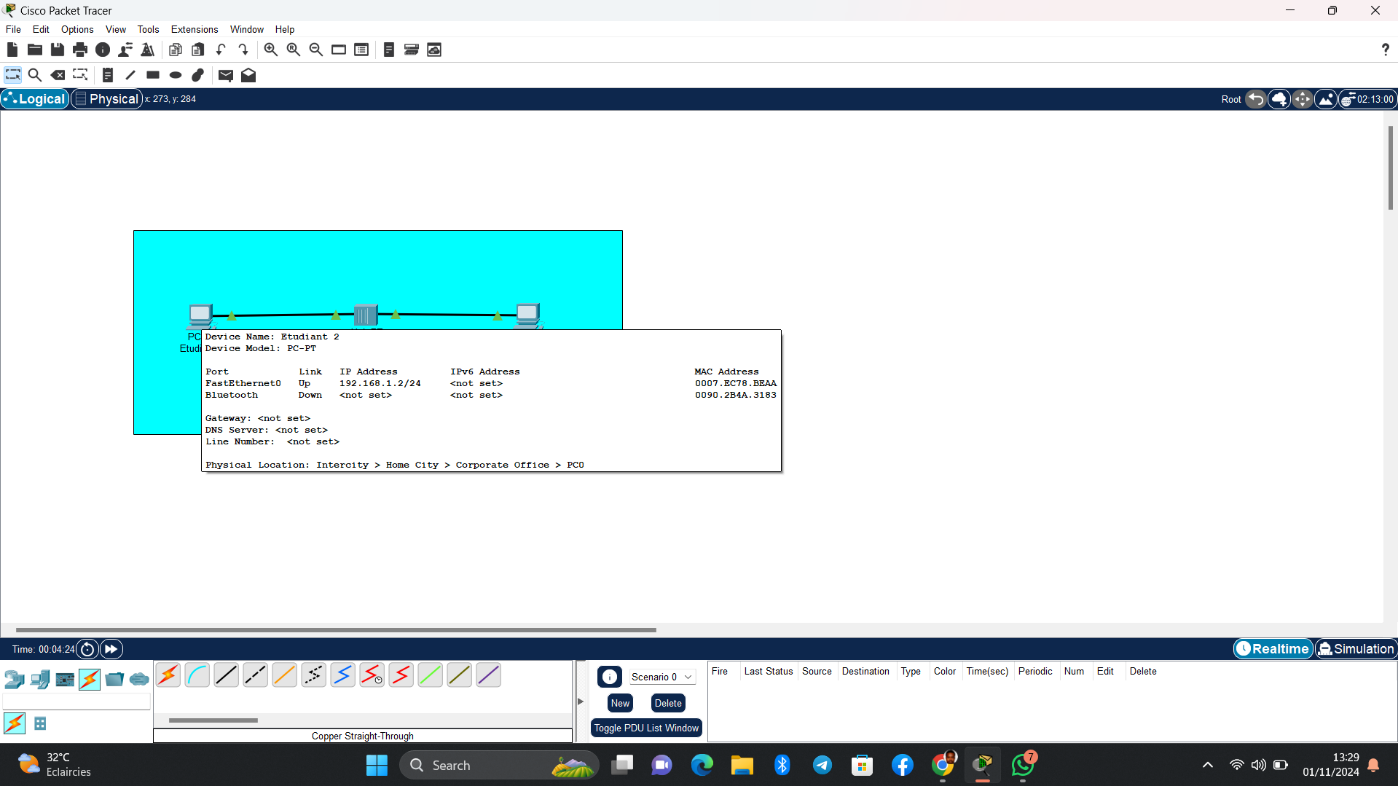 Cisco Packet Tracer
File Edit Options View Tools Extensions Window Help
?
Logical Physical x: 273, y: 284 Root 02:13:00
PC
Etudi
Device Name: Etudiant 2
Device Model: PC-PT
Port Link IP Address IPv6 Address MAC Address
FastEthernet0 Up 192.168.1.2/24 <not set> 0007.EC78.BEAA
Bluetooth Down <not set> <not set> 0090.2B4A.3183
Gateway: <not set>
DNS Server: <not set>
Line Number: <not set>
Physical Location: Intercity > Home City > Corporate Office > PC0
Time: 00:04:24 Realtime Simulation
Scenario 0
New Delete
Toggle PDU List Window
Fire Last Status Source Destination Type Color Time(sec) Periodic Num Edit Delete
Copper Straight-Through
32°C
Eclaircies
Search
7
13:29
01/11/2024